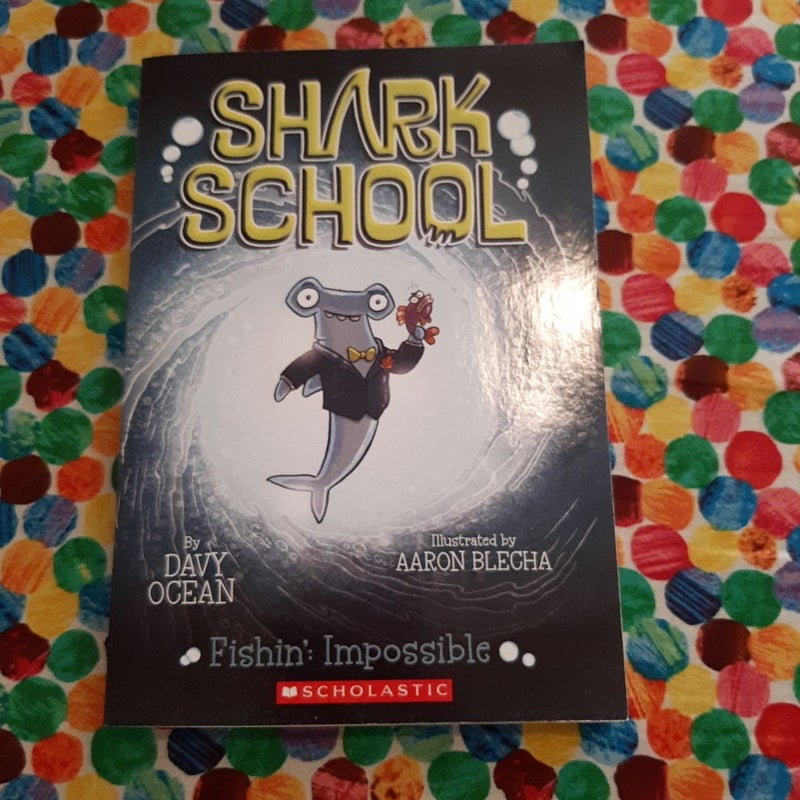 SHARK
SCHOOL
By
DAVY
OCEAN
Illustrated by
AARON BLECHA
Fishin': Impossible
SCHOLASTIC